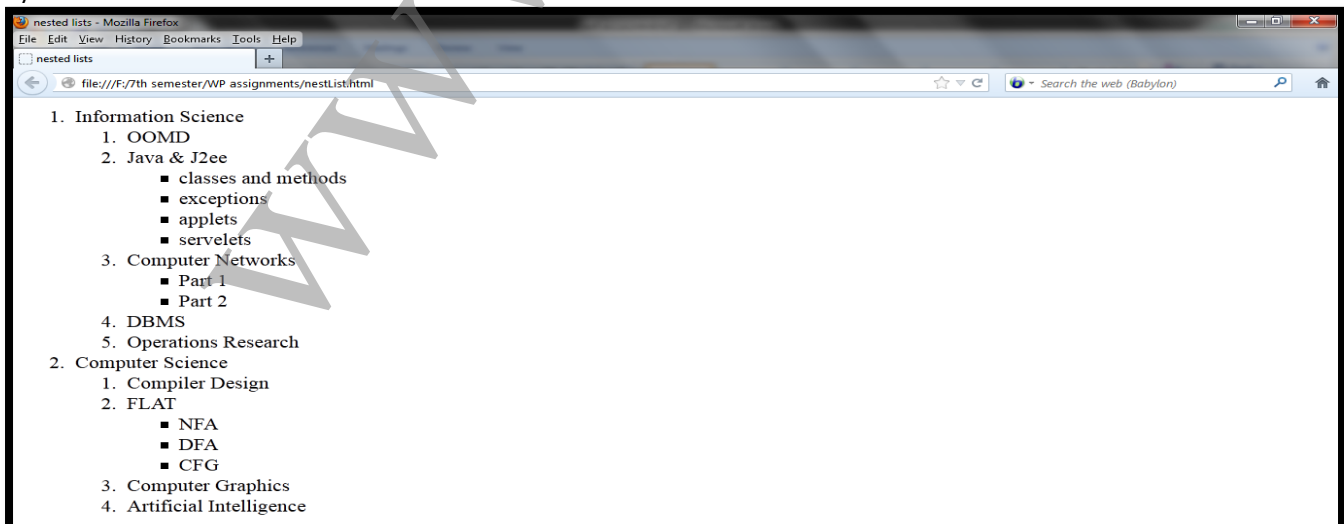 nested lists - Mozilla Firefox
File Edit View History Bookmarks Tools Help
nested lists +
file:///F:/7th semester/WP assignments/nestList.html Search the web (Babylon)
1. Information Science
1. OOMD
2. Java & J2ee
■ classes and methods
■ exceptions
■ applets
■ servelets
3. Computer Networks
■ Part 1
■ Part 2
4. DBMS
5. Operations Research
2. Computer Science
1. Compiler Design
2. FLAT
■ NFA
■ DFA
■ CFG
3. Computer Graphics
4. Artificial Intelligence